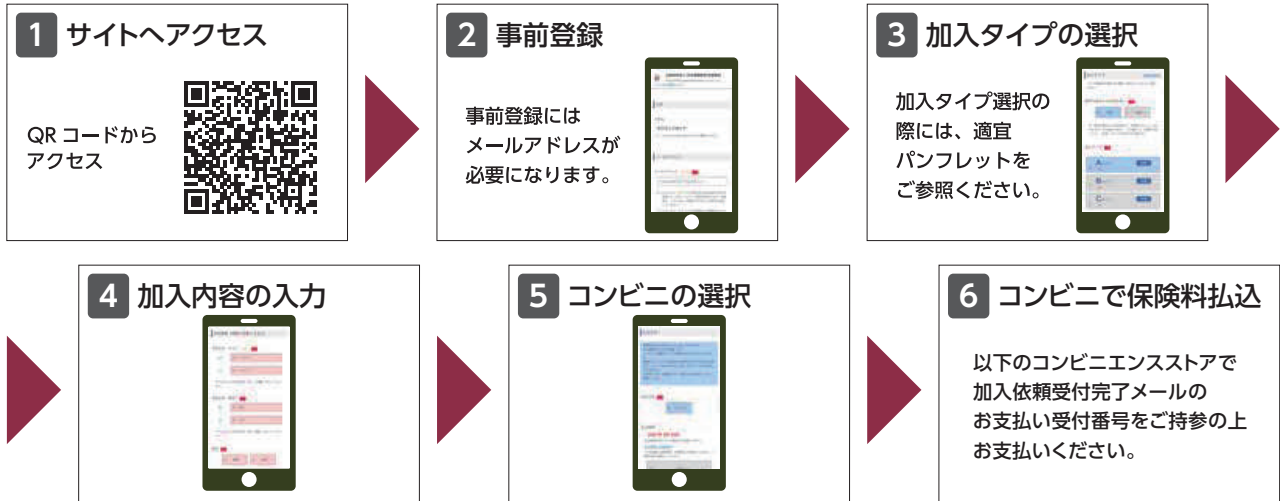 1 サイトへアクセス
QR コードから
アクセス
2 事前登録
事前登録には
メールアドレスが
必要になります。
3 加入タイプの選択
加入タイプ選択の
際には、適宜
パンフレットを
ご参照ください。
A
B
C
4 加入内容の入力
5 コンビニの選択
6 コンビニで保険料払込
以下のコンビニエンスストアで
加入依頼受付完了メールの
お支払い受付番号をご持参の上
お支払いください。